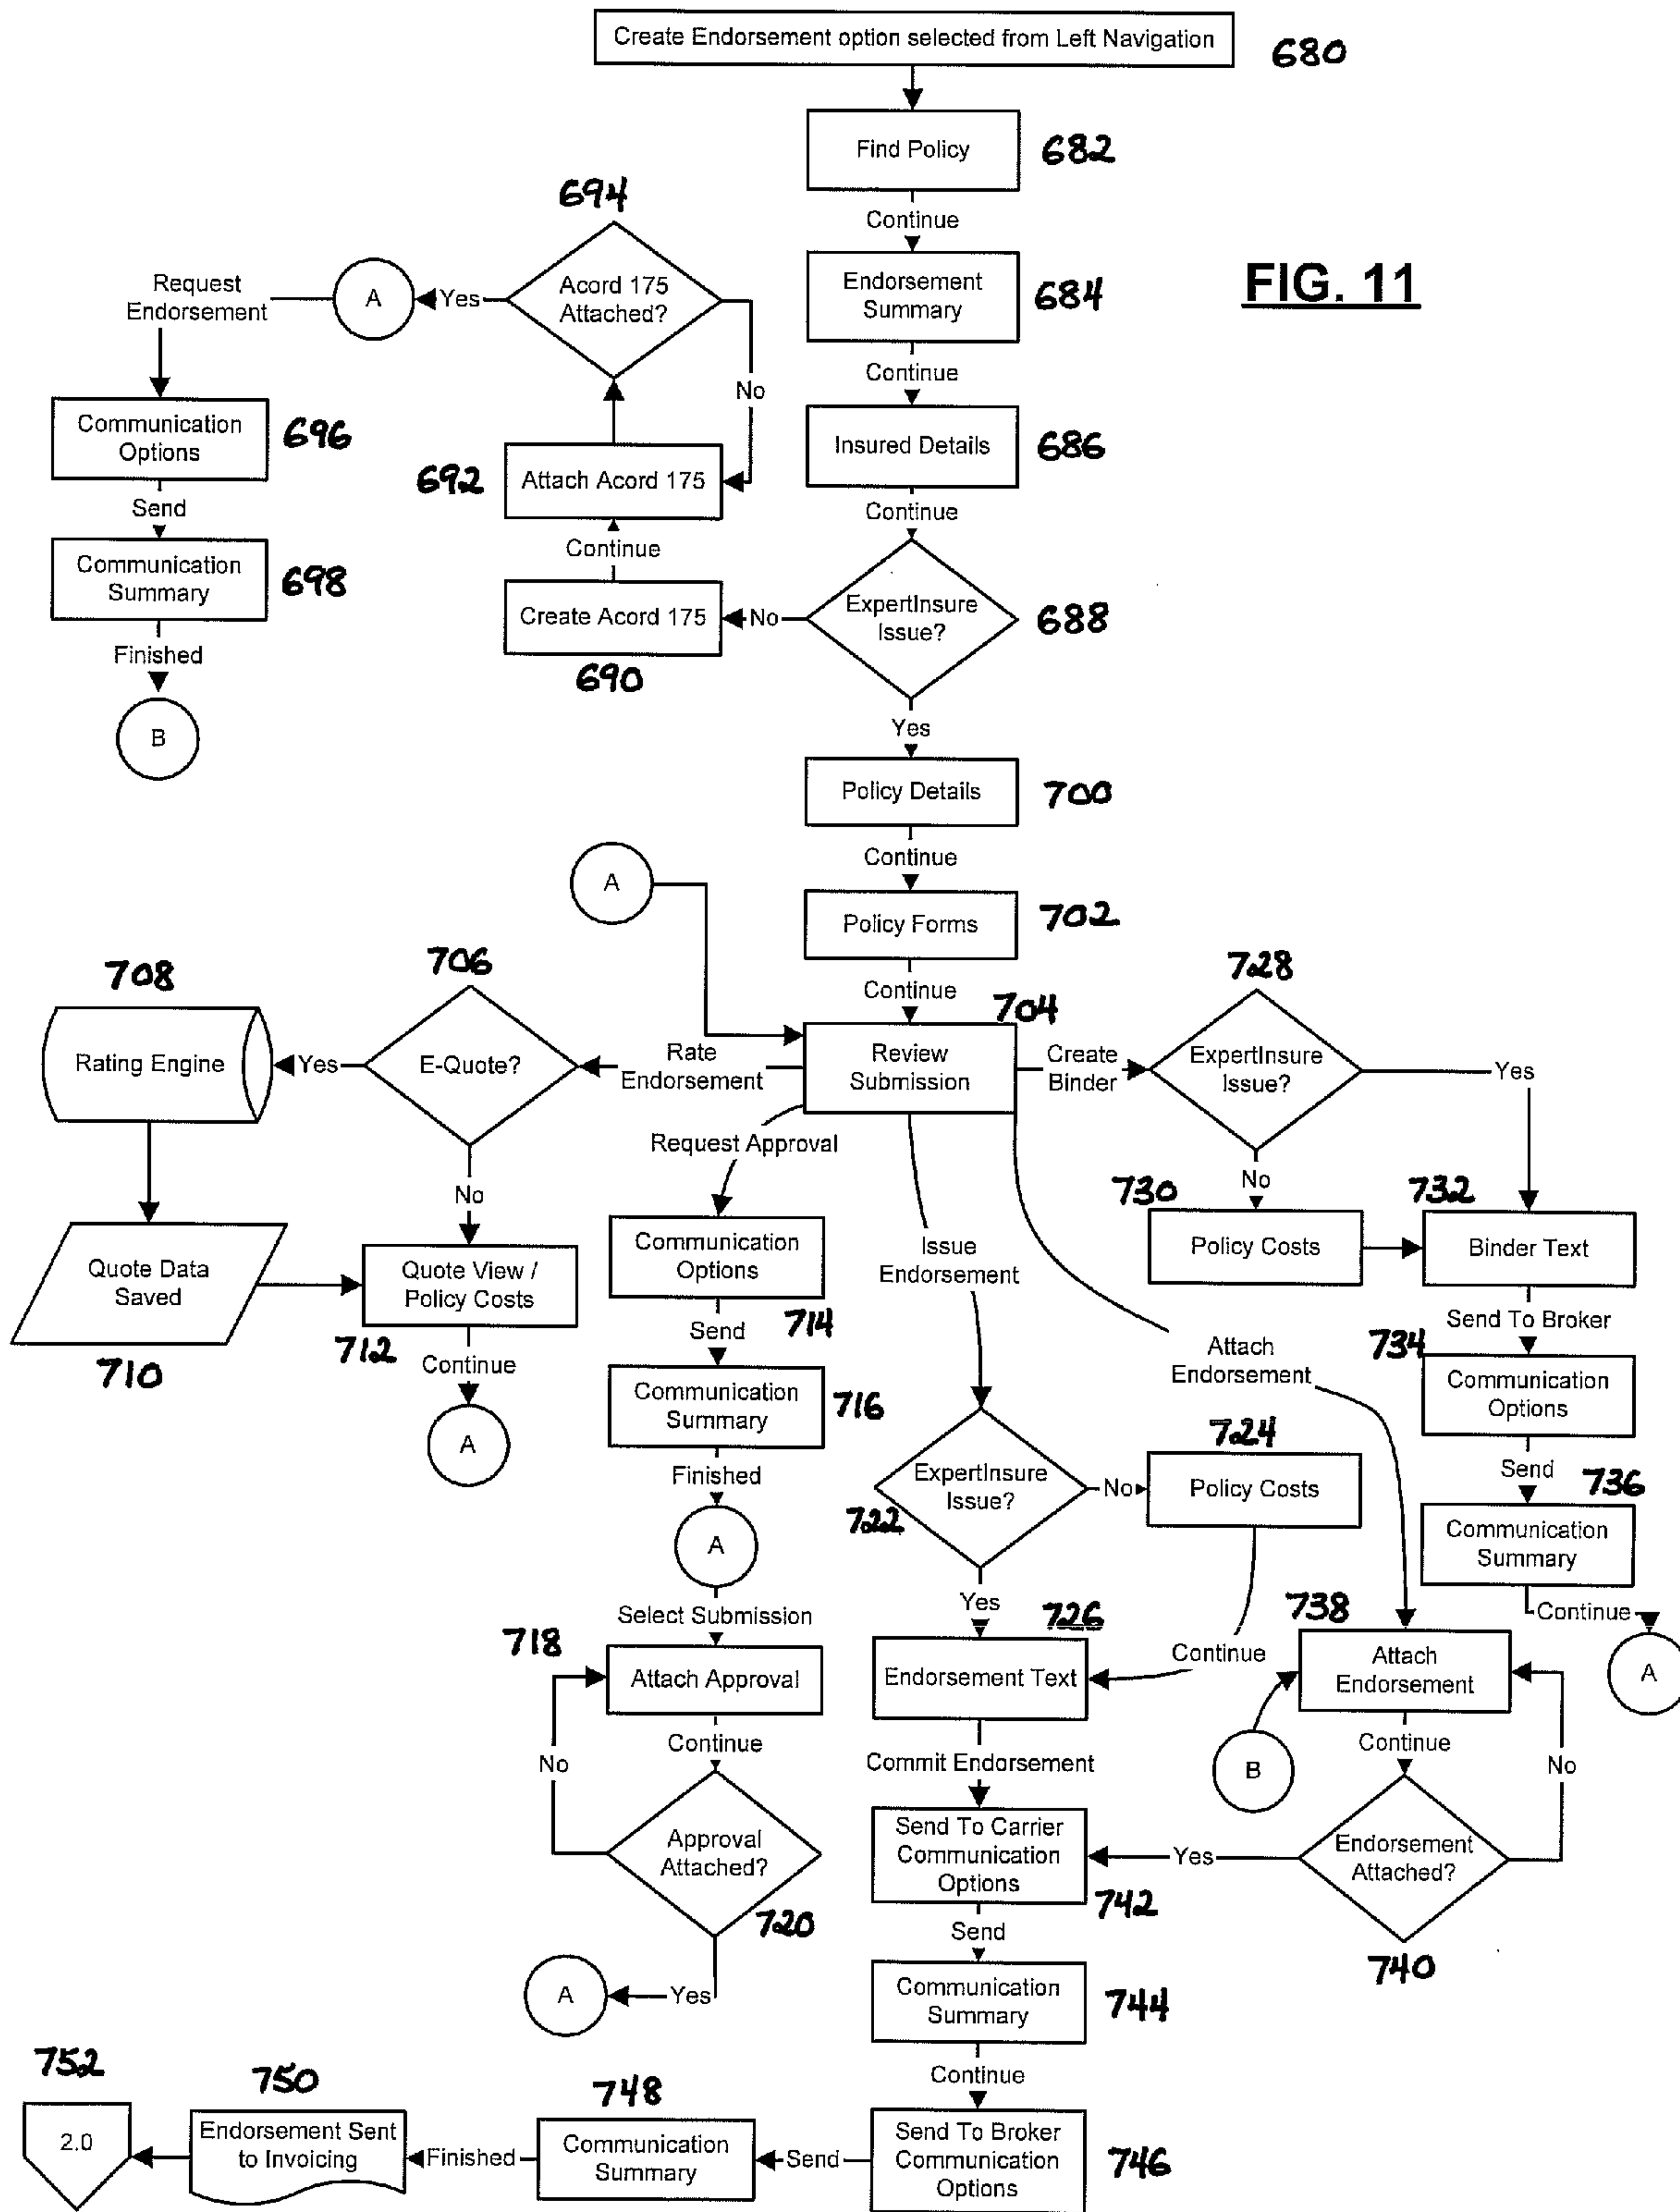 Create Endorsement option selected from Left Navigation
680
Find Policy
682
Continue
694
Endorsement
Summary
684
FIG. 11
Request
Endorsement
A
Yes
Acord 175
Attached?
No
Continue
Communication
Options
696
Insured Details
686
692
Attach Acord 175
Send
Continue
Continue
Communication
Summary
698
Create Acord 175
No
ExpertInsure
Issue?
688
690
Finished
B
Yes
Policy Details
700
Continue
A
Policy Forms
702
Continue
708
706
704
728
Rating Engine
Yes
E-Quote?
Rate
Endorsement
Review
Submission
Create
Binder
ExpertInsure
Issue?
Yes
Request Approval
No
No
730
732
Quote Data
Saved
Quote View /
Policy Costs
Communication
Options
Issue
Endorsement
Policy Costs
Binder Text
710
712
Continue
Send
714
Send To Broker
734
Attach
Endorsement
Communication
Options
Communication
Summary
716
A
724
Send
736
Finished
ExpertInsure
Issue?
No
Policy Costs
722
Communication
Summary
A
Yes
Select Submission
726
738
Continue
718
Attach Approval
Endorsement Text
Continue
Attach
Endorsement
A
Continue
No
Commit Endorsement
B
Continue
No
Approval
Attached?
Send To Carrier
Communication
Options
Yes
Endorsement
Attached?
720
742
Send
740
A
Yes
Communication
Summary
744
752
750
748
Continue
2.0
Endorsement Sent
to Invoicing
Finished
Communication
Summary
Send
Send To Broker
Communication
Options
746